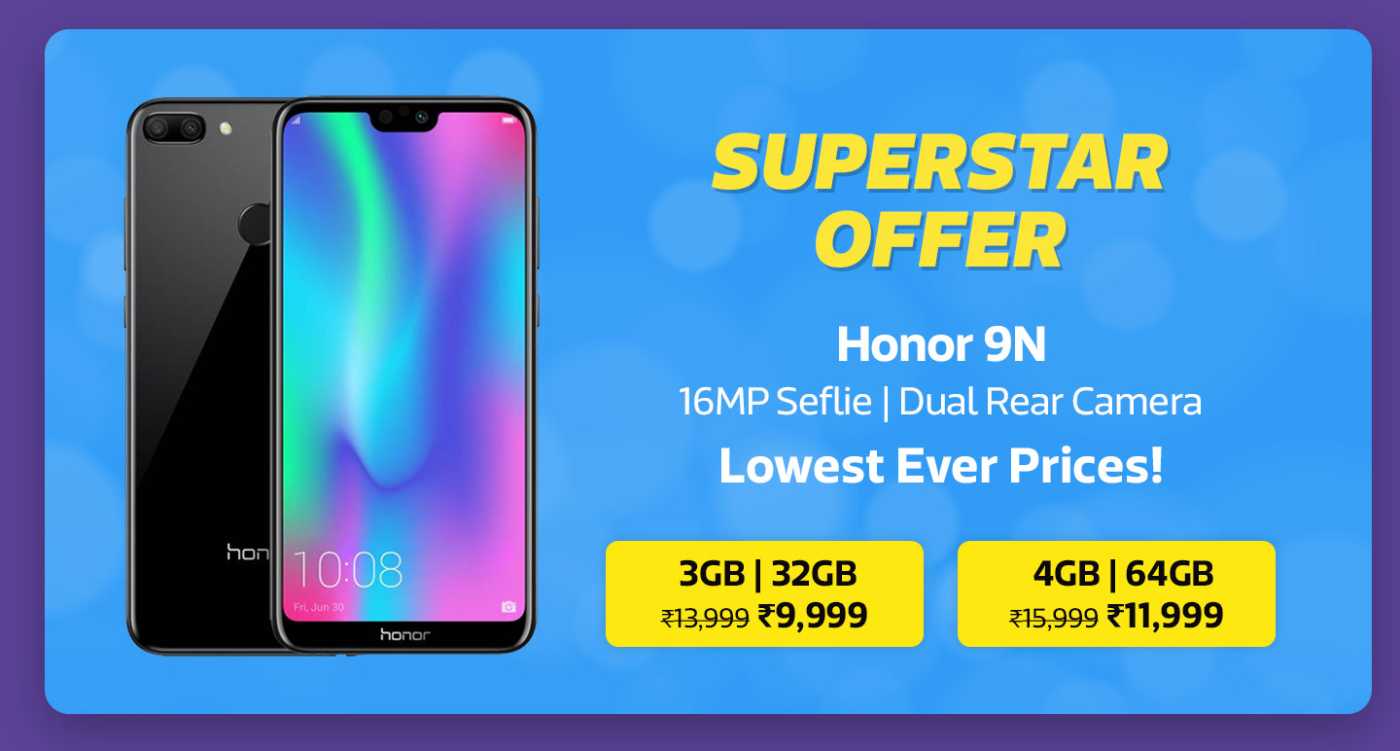 SUPERSTAR
OFFER
Honor 9N
16MP Seflie | Dual Rear Camera
Lowest Ever Prices!
3GB | 32GB
₹13,999 ₹9,999
4GB | 64GB
₹15,999 ₹11,999
hon
10:08
Fri, Jun 30
honor